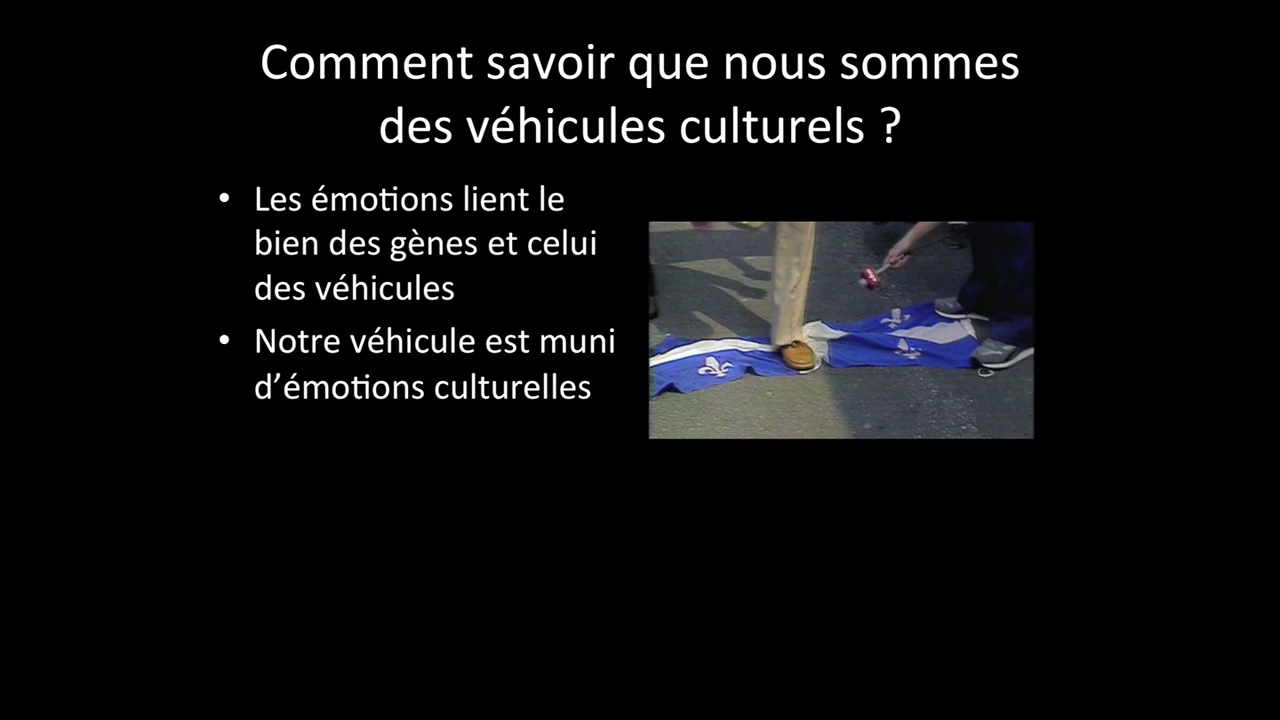 Comment savoir que nous sommes
des véhicules culturels ?
• Les émotions lient le
bien des gènes et celui
des véhicules
• Notre véhicule est muni
d’émotions culturelles